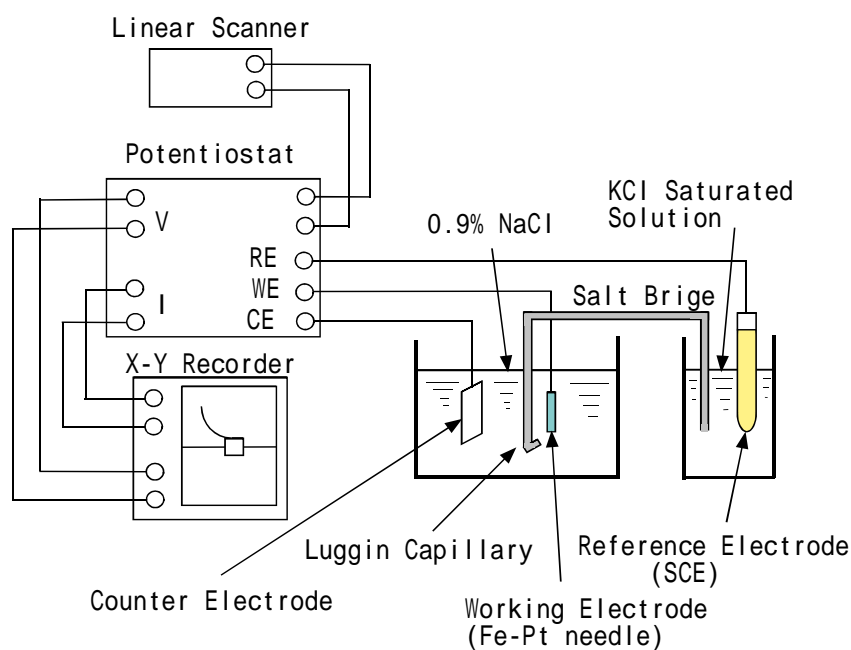 Linear Scanner
Potentiostat
V
I
RE
WE
CE
X-Y Recorder
0.9% NaCl
KCl Saturated
Solution
Salt Brige
Luggin Capillary
Counter Electrode
Working Electrode
(Fe-Pt needle)
Reference Electrode
(SCE)